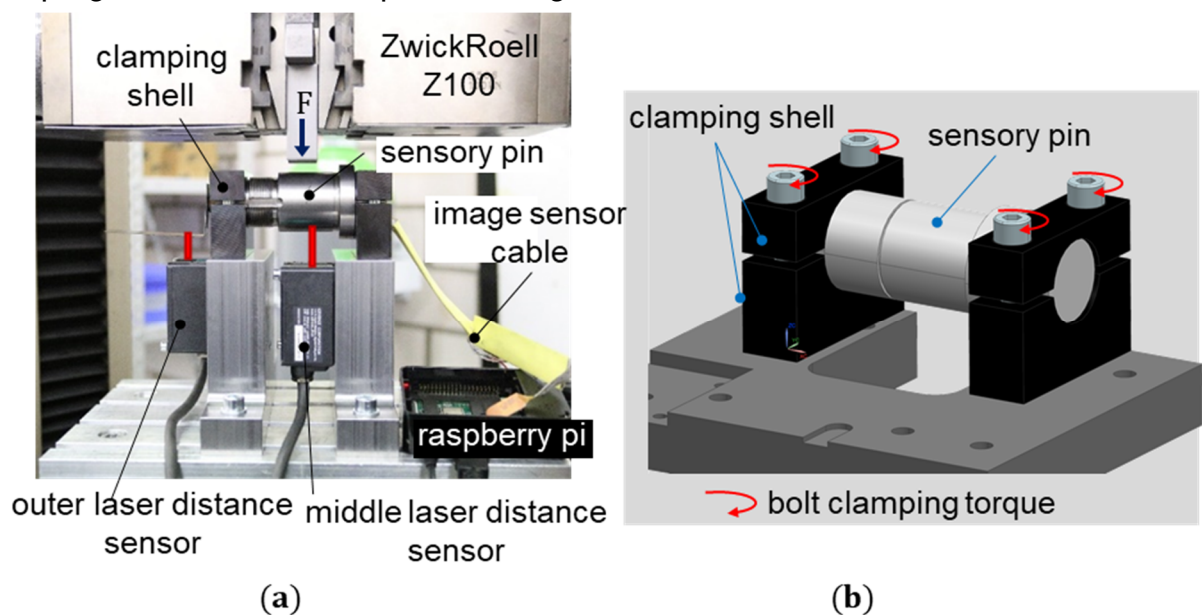 clamping
shell
ZwickRoell
Z100
F
sensory pin
image sensor
cable
raspberry pi
outer laser distance
sensor
middle laser distance
sensor
(a)
clamping shell
sensory pin
bolt clamping torque
(b)